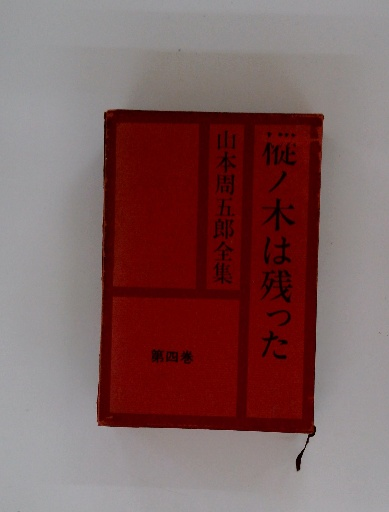 樅ノ木は残った
山本周五郎全集
第四巻